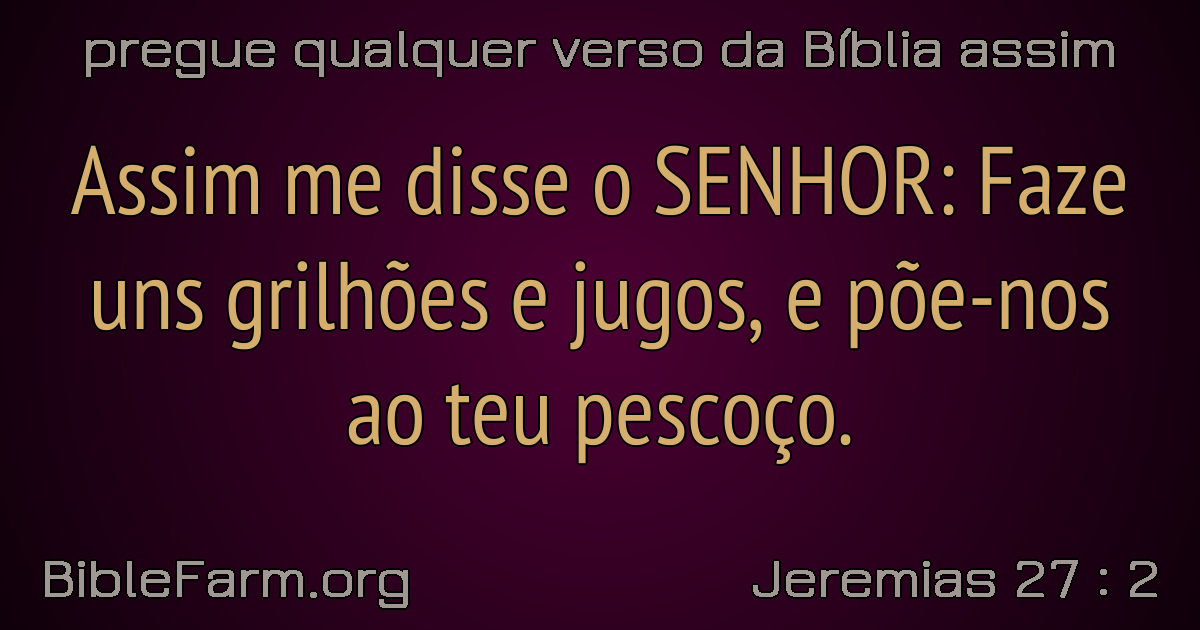 pregue qualquer verso da Bíblia assim
Assim me disse o SENHOR: Faze
uns grilhões e jugos, e põe-nos
ao teu pescoço.
BibleFarm.org
Jeremias 27 : 2